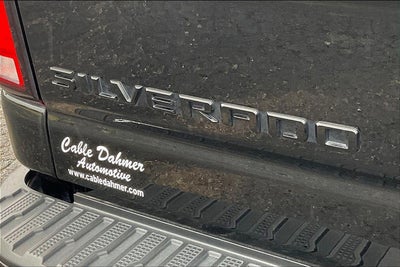 SILVERADO
Cable Dahmer
Automotive
www.cabledahmer.com